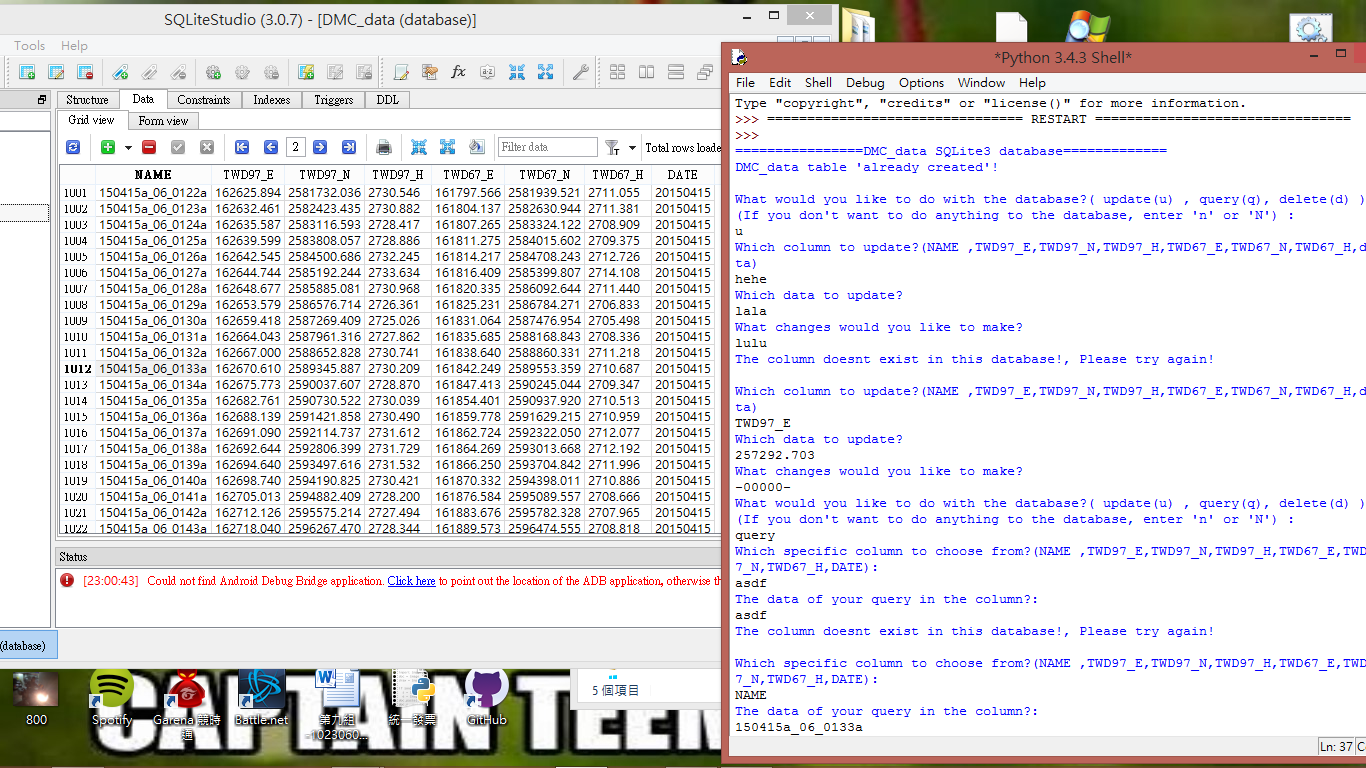 SQLiteStudio (3.0.7) - [DMC_data (database)]
Tools Help
Structure Data Constraints Indexes Triggers DDL
Grid view Form view
2 Filter data Total rows loade
NAME TWD97_E TWD97_N TWD97_H TWD67_E TWD67_N TWD67_H DATE
1001 150415a_06_0122a 162625.894 2581732.036 2730.546 161797.566 2581939.521 2711.055 20150415
1002 150415a_06_0123a 162632.461 2582423.435 2730.882 161804.137 2582630.944 2711.381 20150415
1003 150415a_06_0124a 162635.587 2583116.593 2728.417 161807.265 2583324.122 2708.909 20150415
1004 150415a_06_0125a 162639.599 2583808.057 2728.886 161811.275 2584015.602 2709.375 20150415
1005 150415a_06_0126a 162642.545 2584500.686 2732.245 161814.217 2584708.243 2712.726 20150415
1006 150415a_06_0127a 162644.744 2585192.244 2733.634 161816.409 2585399.807 2714.108 20150415
1007 150415a_06_0128a 162648.677 2585885.081 2730.968 161820.335 2586092.644 2711.440 20150415
1008 150415a_06_0129a 162653.579 2586576.714 2726.361 161825.231 2586784.271 2706.833 20150415
1009 150415a_06_0130a 162659.418 2587269.409 2725.026 161831.064 2587476.954 2705.498 20150415
1010 150415a_06_0131a 162664.043 2587961.316 2727.862 161835.685 2588168.843 2708.336 20150415
1011 150415a_06_0132a 162667.000 2588652.828 2730.741 161838.640 2588860.331 2711.218 20150415
1012 150415a_06_0133a 162670.610 2589345.887 2730.209 161842.249 2589553.359 2710.687 20150415
1013 150415a_06_0134a 162675.773 2590037.607 2728.870 161847.413 2590245.044 2709.347 20150415
1014 150415a_06_0135a 162682.761 2590730.522 2730.039 161854.401 2590937.920 2710.513 20150415
1015 150415a_06_0136a 162688.139 2591421.858 2730.490 161859.778 2591629.215 2710.959 20150415
1016 150415a_06_0137a 162691.090 2592114.737 2731.612 161862.724 2592322.050 2712.077 20150415
1017 150415a_06_0138a 162692.644 2592806.399 2731.729 161864.269 2593013.668 2712.192 20150415
1018 150415a_06_0139a 162694.640 2593497.616 2731.532 161866.250 2593704.842 2711.996 20150415
1019 150415a_06_0140a 162698.740 2594190.825 2730.421 161870.332 2594398.011 2710.886 20150415
1020 150415a_06_0141a 162705.013 2594882.409 2728.200 161876.584 2595089.557 2708.666 20150415
1021 150415a_06_0142a 162712.126 2595575.214 2727.494 161883.676 2595782.328 2707.965 20150415
1022 150415a_06_0143a 162718.040 2596267.470 2728.344 161889.573 2596474.555 2708.818 20150415
Status
[23:00:43] Could not find Android Debug Bridge application. Click here to point out the location of the ADB application, otherwise th
(database)
*Python 3.4.3 Shell*
File Edit Shell Debug Options Window Help
Type "copyright", "credits" or "license()" for more information.
>>> ================================ RESTART ================================
>>>
================DMC_data SQLite3 database=============
DMC_data table 'already created'!
What would you like to do with the database?( update(u) , query(q), delete(d) )
(If you don't want to do anything to the database, enter 'n' or 'N') :
u
Which column to update?(NAME ,TWD97_E,TWD97_N,TWD97_H,TWD67_E,TWD67_N,TWD67_H,d
ta)
hehe
Which data to update?
lala
What changes would you like to make?
lulu
The column doesnt exist in this database!, Please try again!
Which column to update?(NAME ,TWD97_E,TWD97_N,TWD97_H,TWD67_E,TWD67_N,TWD67_H,d
ta)
TWD97_E
Which data to update?
257292.703
What changes would you like to make?
-00000-
What would you like to do with the database?( update(u) , query(q), delete(d) )
(If you don't want to do anything to the database, enter 'n' or 'N') :
query
Which specific column to choose from?(NAME ,TWD97_E,TWD97_N,TWD97_H,TWD67_E,TWD
7_N,TWD67_H,DATE):
asdf
The data of your query in the column?:
asdf
The column doesnt exist in this database!, Please try again!
Which specific column to choose from?(NAME ,TWD97_E,TWD97_N,TWD97_H,TWD67_E,TWD
7_N,TWD67_H,DATE):
NAME
The data of your query in the column?:
150415a_06_0133a
Ln: 37 C
5 個項目
CAPTAIN TEEM
800
Spotify
Garena 競時
通
Battle.net
第九組
-1023060...
統一發票
GitHub